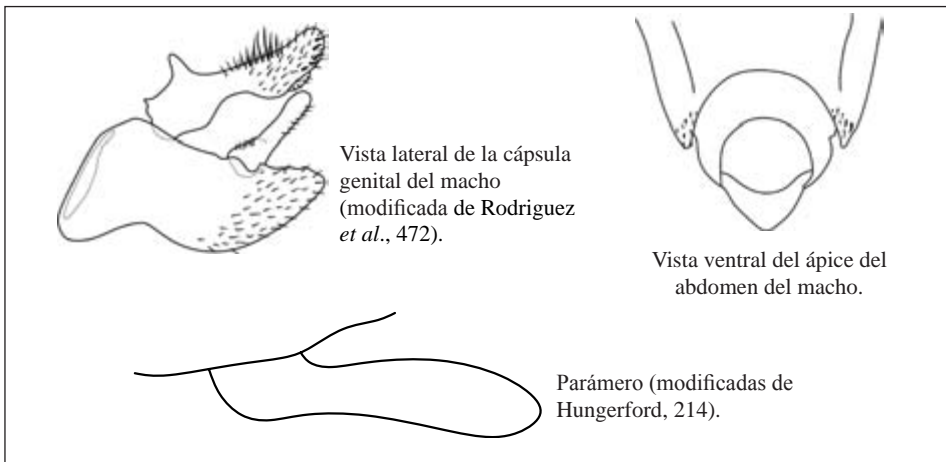 Vista lateral de la cápsula
genital del macho
(modificada de Rodriguez
et al., 472).
Vista ventral del ápice del
abdomen del macho.
Parámero (modificadas de
Hungerford, 214).